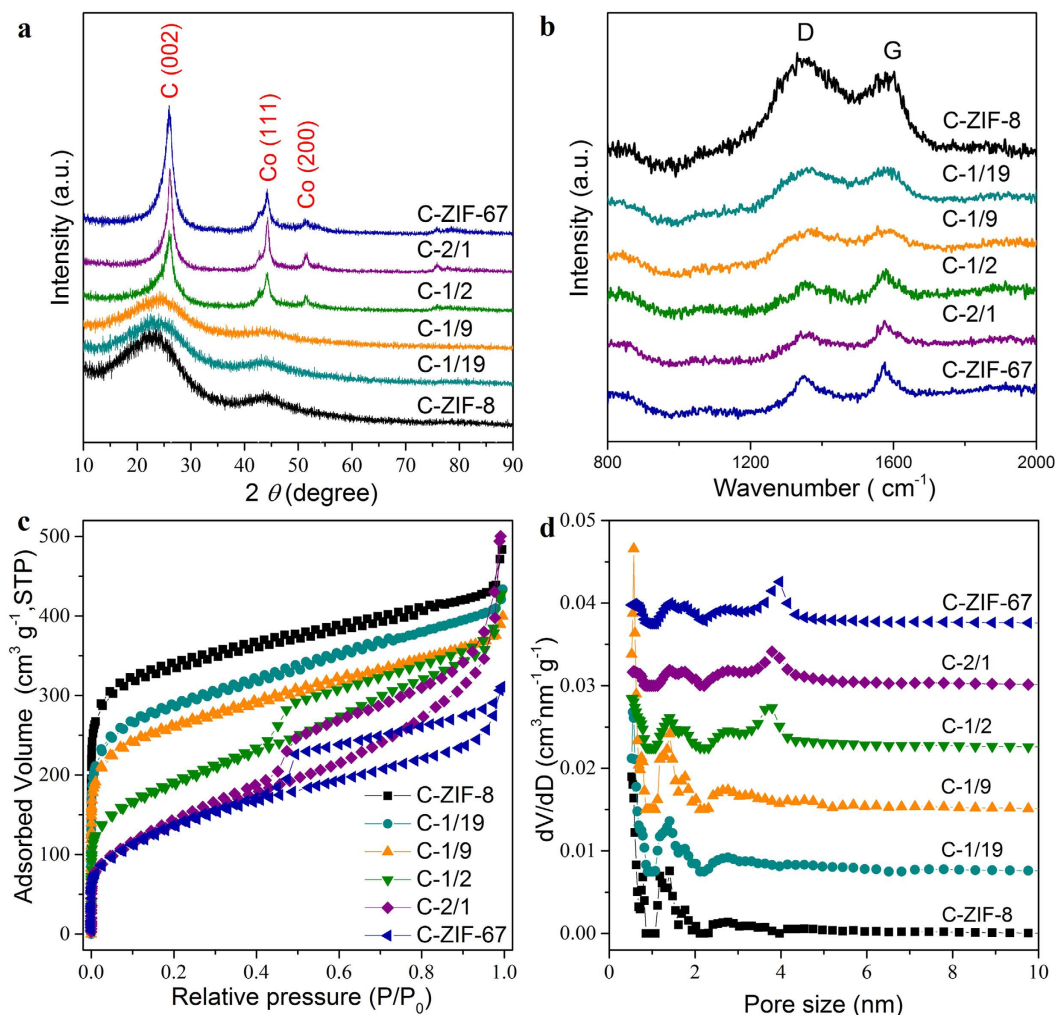 a
C (002)
Co (111)
Co (200)
C-ZIF-67
C-2/1
C-1/2
C-1/9
C-1/19
C-ZIF-8
Intensity (a.u.)
10 20 30 40 50 60 70 80 90
2 θ (degree)
b
D
G
C-ZIF-8
C-1/19
C-1/9
C-1/2
C-2/1
C-ZIF-67
Intensity (a.u.)
800 1200 1600 2000
Wavenumber ( cm⁻¹)
c
500
400
300
200
100
0
Adsorbed Volume (cm³ g⁻¹,STP)
C-ZIF-8
C-1/19
C-1/9
C-1/2
C-2/1
C-ZIF-67
0.0 0.2 0.4 0.6 0.8 1.0
Relative pressure (P/P₀)
d
0.05
0.04
0.03
0.02
0.01
0.00
dV/dD (cm³nm⁻¹g⁻¹)
C-ZIF-67
C-2/1
C-1/2
C-1/9
C-1/19
C-ZIF-8
0 2 4 6 8 10
Pore size (nm)